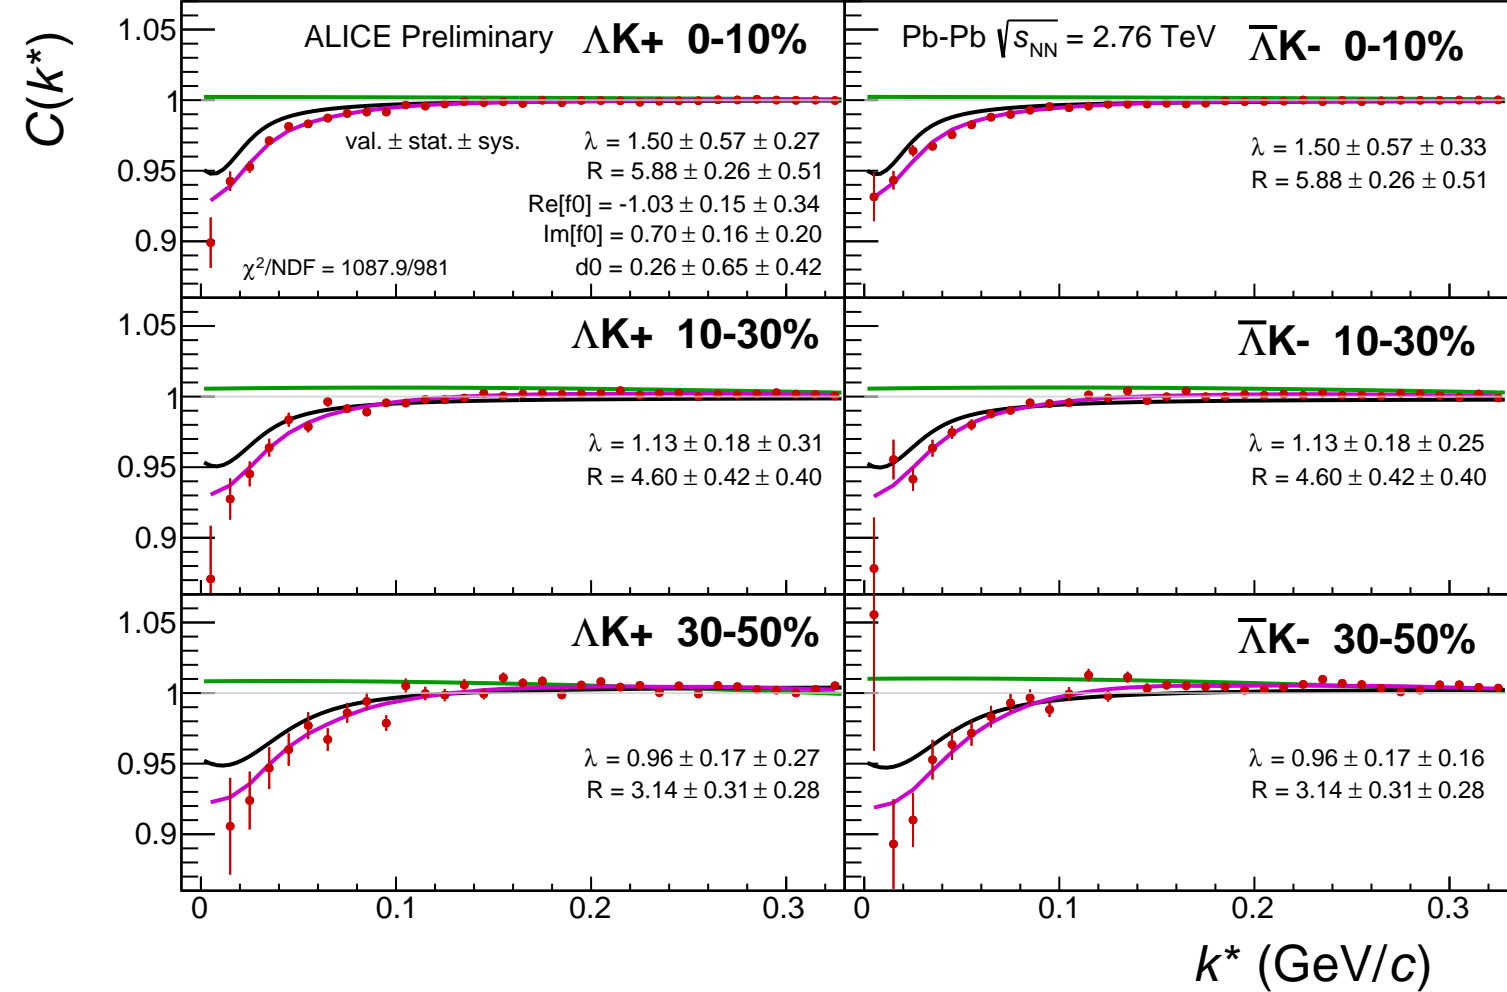 C(k*)
ALICE Preliminary ΛK+ 0-10%
val. ± stat. ± sys.
λ = 1.50 ± 0.57 ± 0.27
R = 5.88 ± 0.26 ± 0.51
Re[f0] = -1.03 ± 0.15 ± 0.34
Im[f0] = 0.70 ± 0.16 ± 0.20
χ²/NDF = 1087.9/981
d0 = 0.26 ± 0.65 ± 0.42
1.05
1
0.95
0.9
Pb-Pb √sNN = 2.76 TeV Λ̅K- 0-10%
λ = 1.50 ± 0.57 ± 0.33
R = 5.88 ± 0.26 ± 0.51
ΛK+ 10-30%
λ = 1.13 ± 0.18 ± 0.31
R = 4.60 ± 0.42 ± 0.40
1.05
1
0.95
0.9
Λ̅K- 10-30%
λ = 1.13 ± 0.18 ± 0.25
R = 4.60 ± 0.42 ± 0.40
ΛK+ 30-50%
λ = 0.96 ± 0.17 ± 0.27
R = 3.14 ± 0.31 ± 0.28
1.05
1
0.95
0.9
Λ̅K- 30-50%
λ = 0.96 ± 0.17 ± 0.16
R = 3.14 ± 0.31 ± 0.28
0 0.1 0.2 0.3
0 0.1 0.2 0.3
k* (GeV/c)